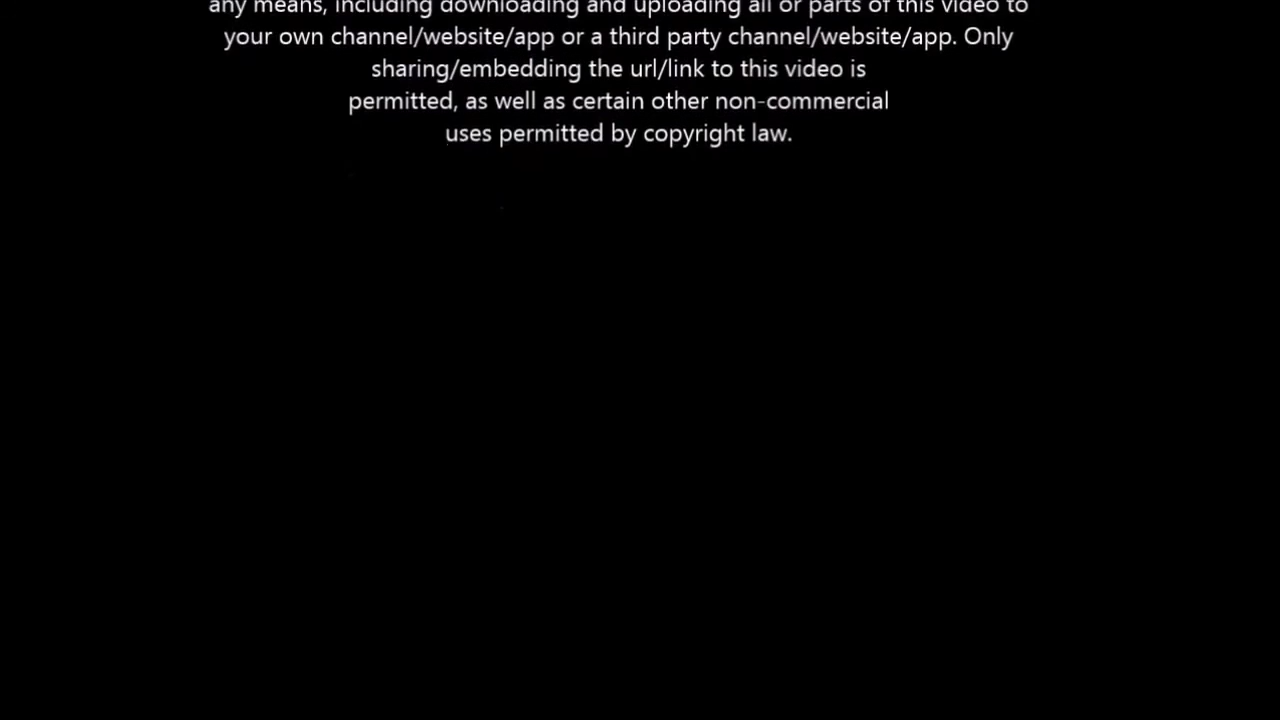 any means, including downloading and uploading all or parts of this video to
your own channel/website/app or a third party channel/website/app. Only
sharing/embedding the url/link to this video is
permitted, as well as certain other non-commercial
uses permitted by copyright law.